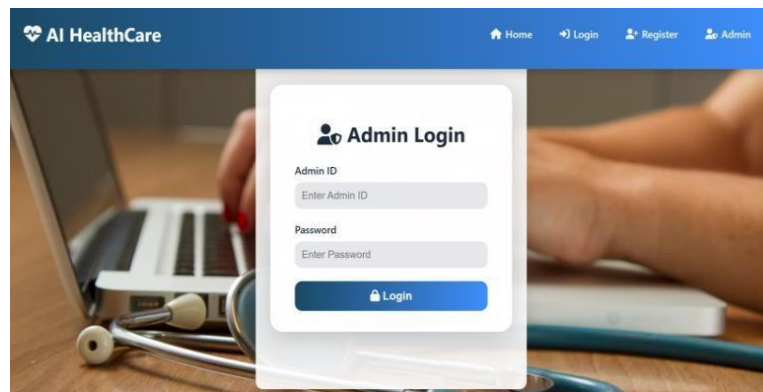 AI HealthCare
Home Login Register Admin
Admin Login
Admin ID
Enter Admin ID
Password
Enter Password
Login